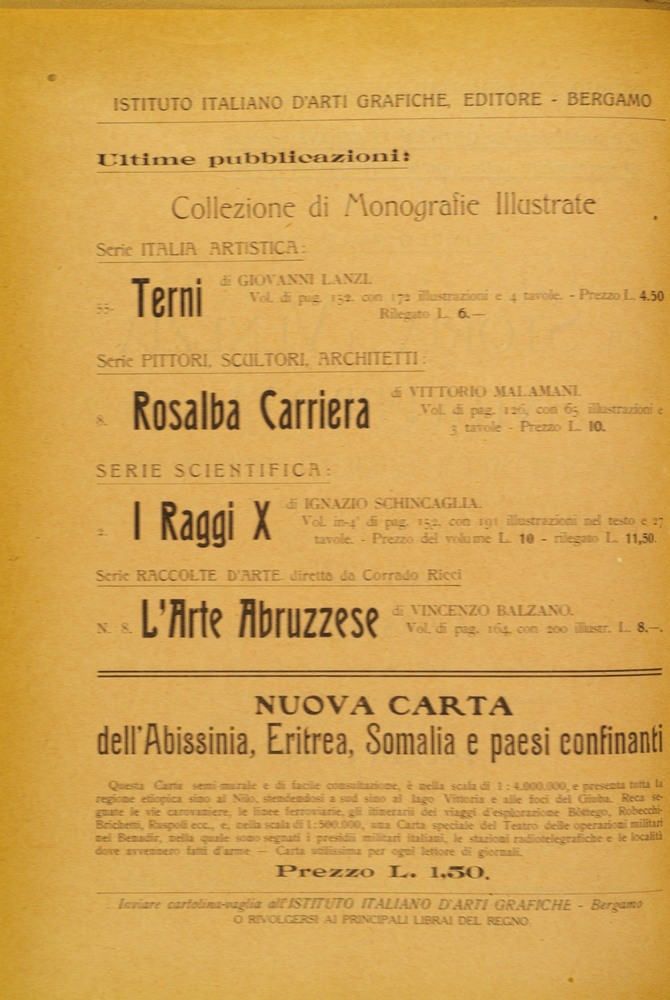 ISTITUTO ITALIANO D'ARTI GRAFICHE, EDITORE - BERGAMO
Ultime pubblicazioni:
Collezione di Monografie Illustrate
Serie ITALIA ARTISTICA:
55- Terni di GIOVANNI LANZI.
Vol. di pag. 152. con 172 illustrazioni e 4 tavole. - Prezzo L. 4.50
Rilegato L. 6.—
Serie PITTORI, SCULTORI, ARCHITETTI:
8. Rosalba Carriera di VITTORIO MALAMANI.
Vol. di pag. 126, con 65 illustrazioni e
3 tavole - Prezzo L. 10.
SERIE SCIENTIFICA:
2. I Raggi X di IGNAZIO SCHINCAGLIA.
Vol. in-4° di pag. 152. con 191 illustrazioni nel testo e 27
tavole. - Prezzo del volume L. 10 - rilegato L. 11,50.
Serie RACCOLTE D'ARTE diretta da Corrado Ricci
N. 8. L'Arte Abruzzese di VINCENZO BALZANO.
Vol. di pag. 164, con 200 illustr. L. 8.—.
NUOVA CARTA
dell'Abissinia, Eritrea, Somalia e paesi confinanti
Questa Carta semi-murale e di facile consultazione, è nella scala di 1:4.000.000, e presenta tutta la
regione etiopica sino al Nilo, stendendosi a sud sino al lago Vittoria e alle foci del Giuba. Reca se-
gnate le vie carovaniere, le linee ferroviarie, gli itinerarii dei viaggi d'esplorazione Bòttego, Robecchi-
Brichetti, Ruspoli ecc., e, nella scala di 1:500.000, una Carta speciale del Teatro delle operazioni militari
nel Benadir, nella quale sono segnati i presidii militari italiani, le stazioni radiotelegrafiche e le località
dove avvennero fatti d'arme — Carta utilissima per ogni lettore di giornali.
Prezzo L. 1,50.
Inviare cartolina-vaglia all'ISTITUTO ITALIANO D'ARTI GRAFICHE - Bergamo
O RIVOLGERSI AI PRINCIPALI LIBRAI DEL REGNO.